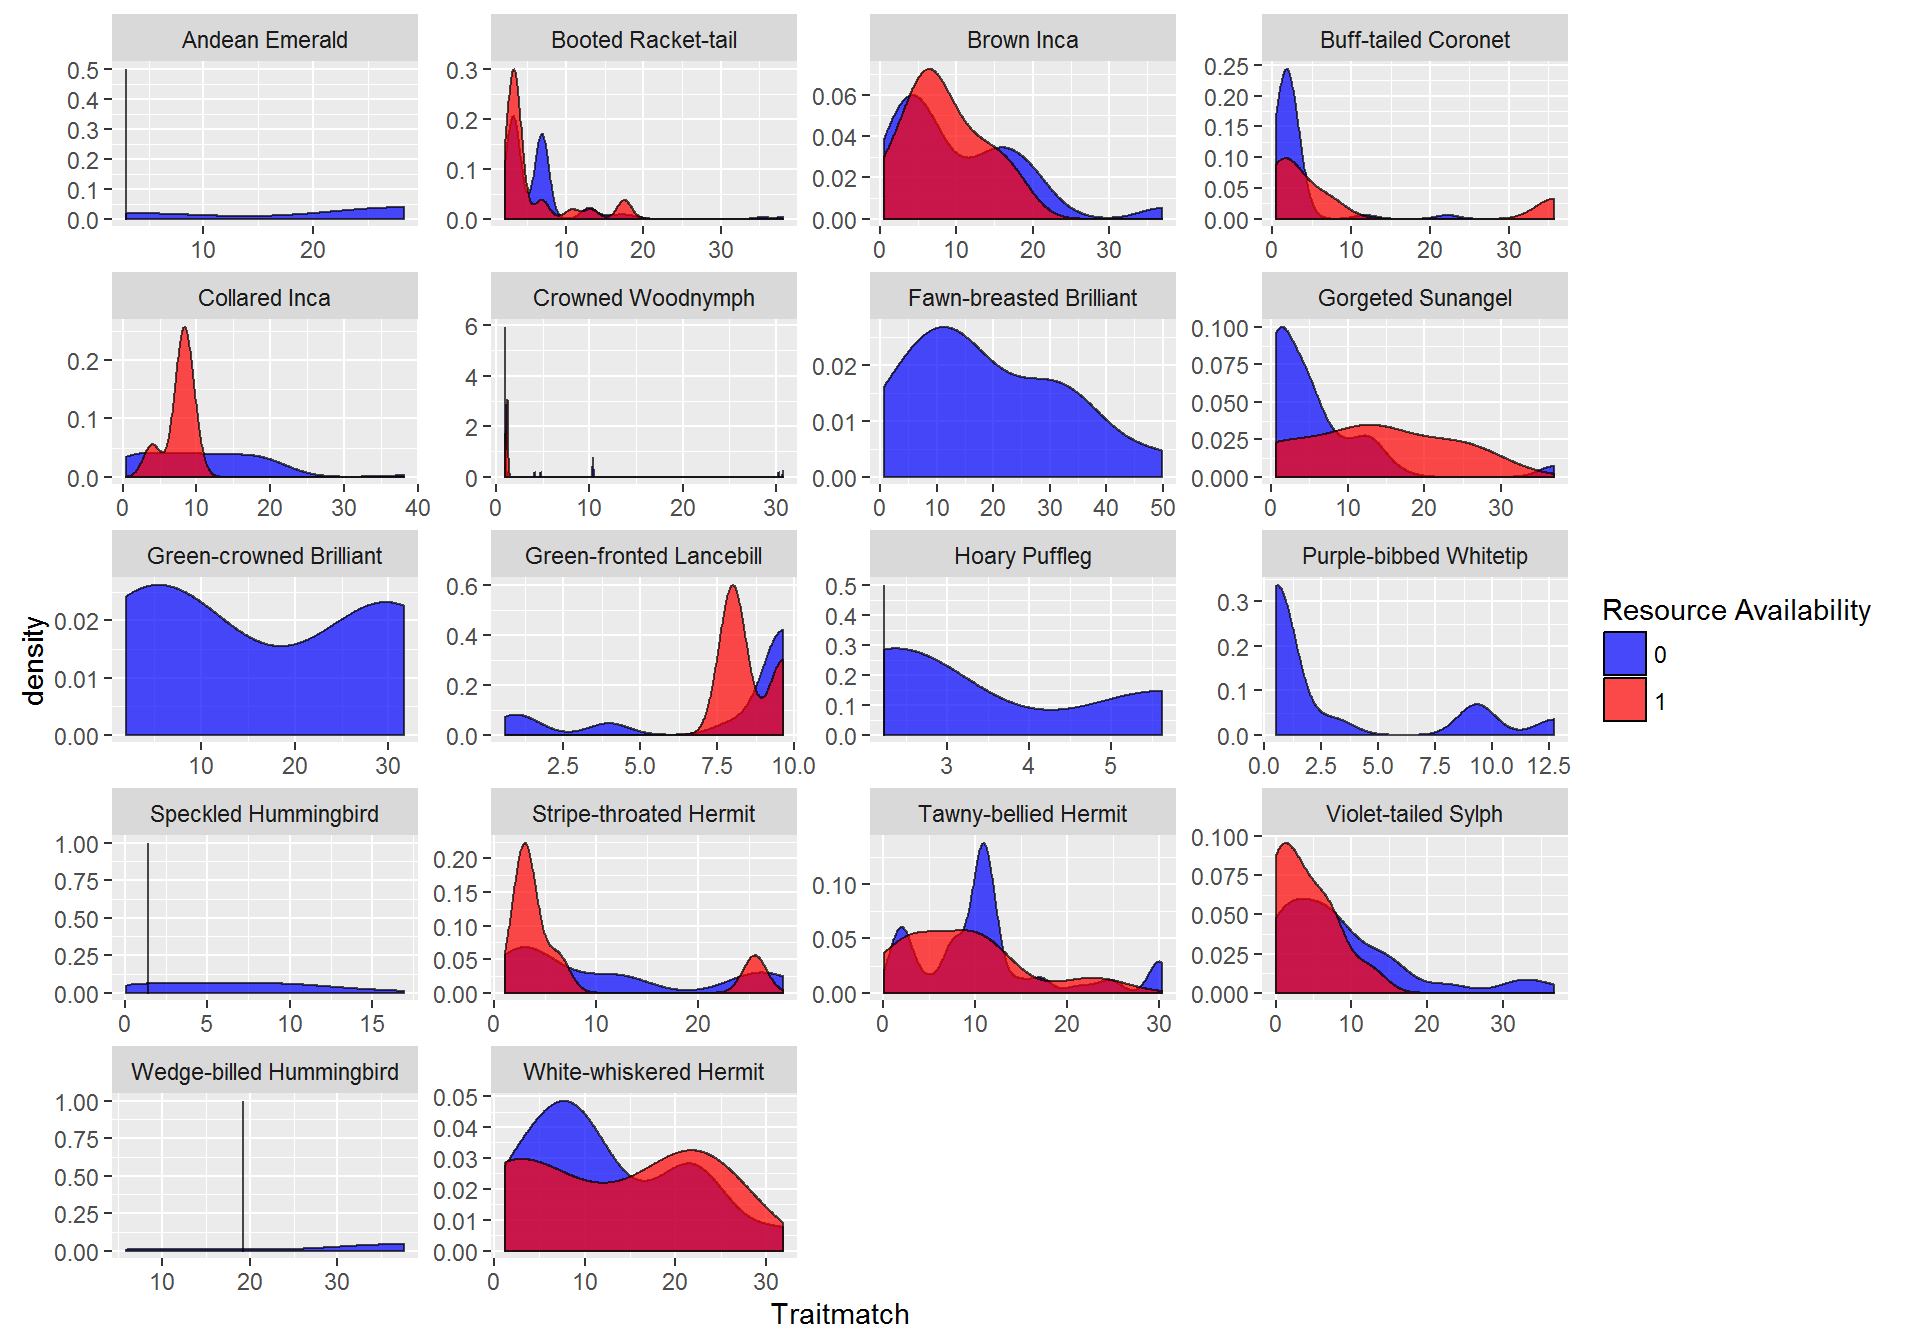 Andean Emerald Booted Racket-tail Brown Inca Buff-tailed Coronet
0.5 0.4 0.3 0.2 0.1 0.0
10 20
0.3 0.2 0.1 0.0
10 20 30
0.06 0.04 0.02 0.00
0 10 20 30
0.25 0.20 0.15 0.10 0.05 0.00
0 10 20 30
Collared Inca Crowned Woodnymph Fawn-breasted Brilliant Gorgeted Sunangel
0.2 0.1 0.0
0 10 20 30 40
6 4 2 0
0 10 20 30
0.02 0.01 0.00
0 10 20 30 40 50
0.100 0.075 0.050 0.025 0.000
0 10 20 30
Green-crowned Brilliant Green-fronted Lancebill Hoary Puffleg Purple-bibbed Whitetip
0.02 0.01 0.00
10 20 30
0.6 0.4 0.2 0.0
2.5 5.0 7.5 10.0
0.5 0.4 0.3 0.2 0.1 0.0
3 4 5
0.3 0.2 0.1 0.0
0.0 2.5 5.0 7.5 10.0 12.5
Speckled Hummingbird Stripe-throated Hermit Tawny-bellied Hermit Violet-tailed Sylph
1.00 0.75 0.50 0.25 0.00
0 5 10 15
0.20 0.15 0.10 0.05 0.00
0 10 20
0.10 0.05 0.00
0 10 20 30
0.100 0.075 0.050 0.025 0.000
0 10 20 30
Wedge-billed Hummingbird White-whiskered Hermit
1.00 0.75 0.50 0.25 0.00
10 20 30
0.05 0.04 0.03 0.02 0.01 0.00
0 10 20 30
density
Traitmatch
Resource Availability
0
1